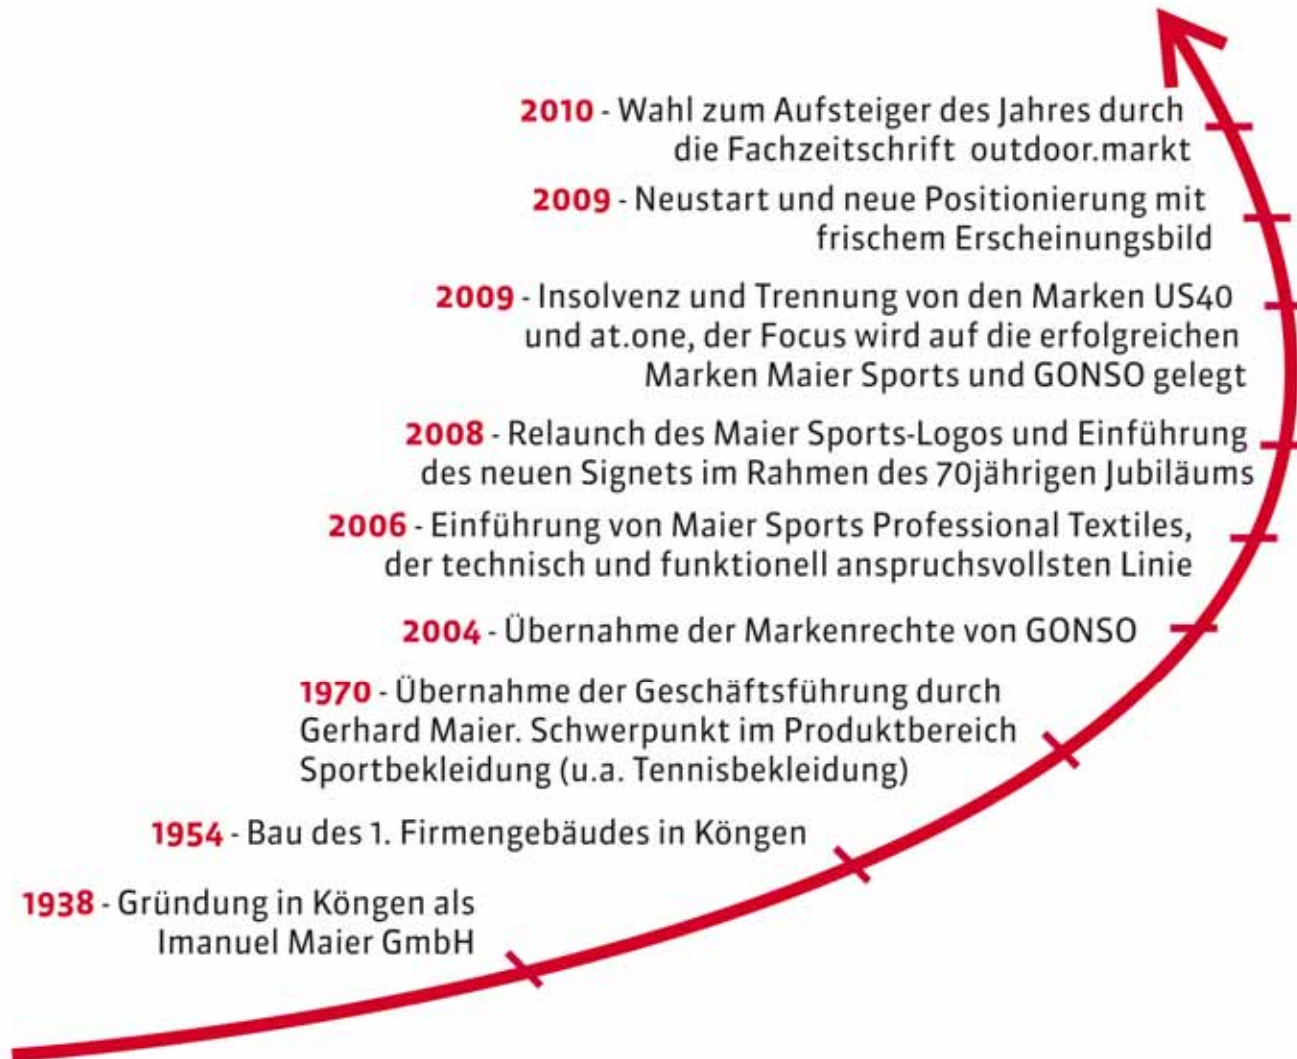 2010 - Wahl zum Aufsteiger des Jahres durch
die Fachzeitschrift outdoor.markt
2009 - Neustart und neue Positionierung mit
frischem Erscheinungsbild
2009 - Insolvenz und Trennung von den Marken US40
und at.one, der Focus wird auf die erfolgreichen
Marken Maier Sports und GONSO gelegt
2008 - Relaunch des Maier Sports-Logos und Einführung
des neuen Signets im Rahmen des 70jährigen Jubiläums
2006 - Einführung von Maier Sports Professional Textiles,
der technisch und funktionell anspruchsvollsten Linie
2004 - Übernahme der Markenrechte von GONSO
1970 - Übernahme der Geschäftsführung durch
Gerhard Maier. Schwerpunkt im Produktbereich
Sportbekleidung (u.a. Tennisbekleidung)
1954 - Bau des 1. Firmengebäudes in Köngen
1938 - Gründung in Köngen als
Imanuel Maier GmbH